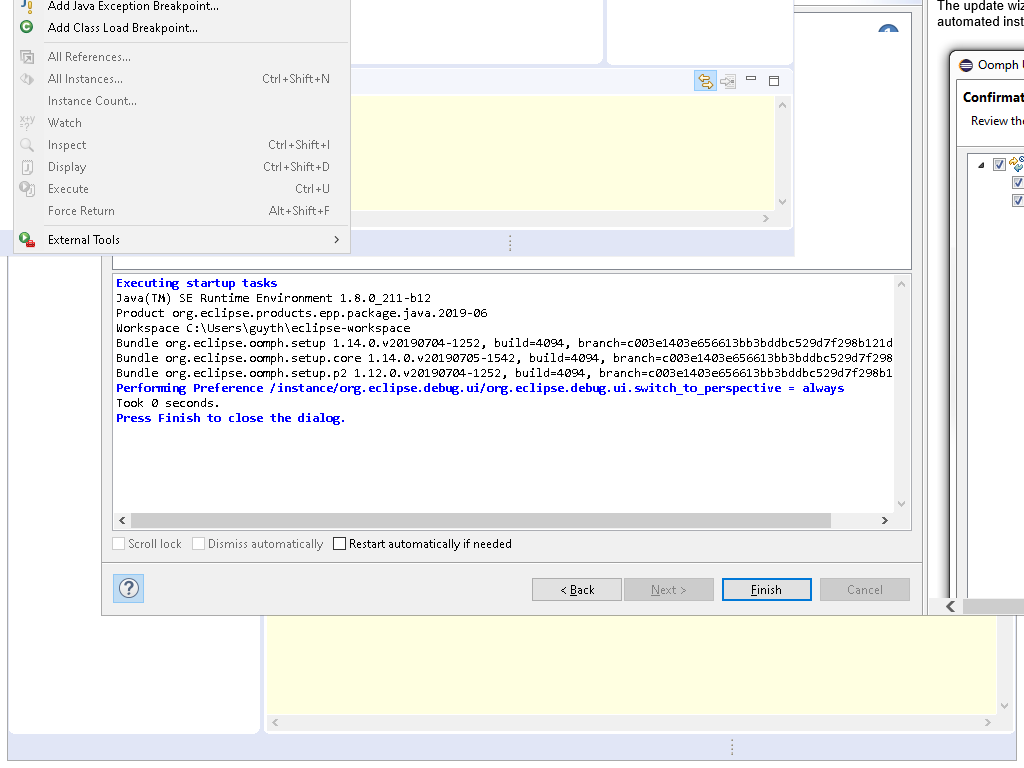 Add Java Exception Breakpoint...
Add Class Load Breakpoint...
All References...
All Instances... Ctrl+Shift+N
Instance Count...
Watch
Inspect Ctrl+Shift+I
Display Ctrl+Shift+D
Execute Ctrl+U
Force Return Alt+Shift+F
External Tools
The update wiz
automated inst
Oomph
Confirmat
Review the
Executing startup tasks
Java(TM) SE Runtime Environment 1.8.0_211-b12
Product org.eclipse.products.epp.package.java.2019-06
Workspace C:\Users\guyth\eclipse-workspace
Bundle org.eclipse.oomph.setup 1.14.0.v20190704-1252, build=4094, branch=c003e1403e656613bb3bddbc529d7f298b121d
Bundle org.eclipse.oomph.setup.core 1.14.0.v20190705-1542, build=4094, branch=c003e1403e656613bb3bddbc529d7f298
Bundle org.eclipse.oomph.setup.p2 1.12.0.v20190704-1252, build=4094, branch=c003e1403e656613bb3bddbc529d7f298b1
Performing Preference /instance/org.eclipse.debug.ui/org.eclipse.debug.ui.switch_to_perspective = always
Took 0 seconds.
Press Finish to close the dialog.
Scroll lock Dismiss automatically Restart automatically if needed
< Back Next > Finish Cancel